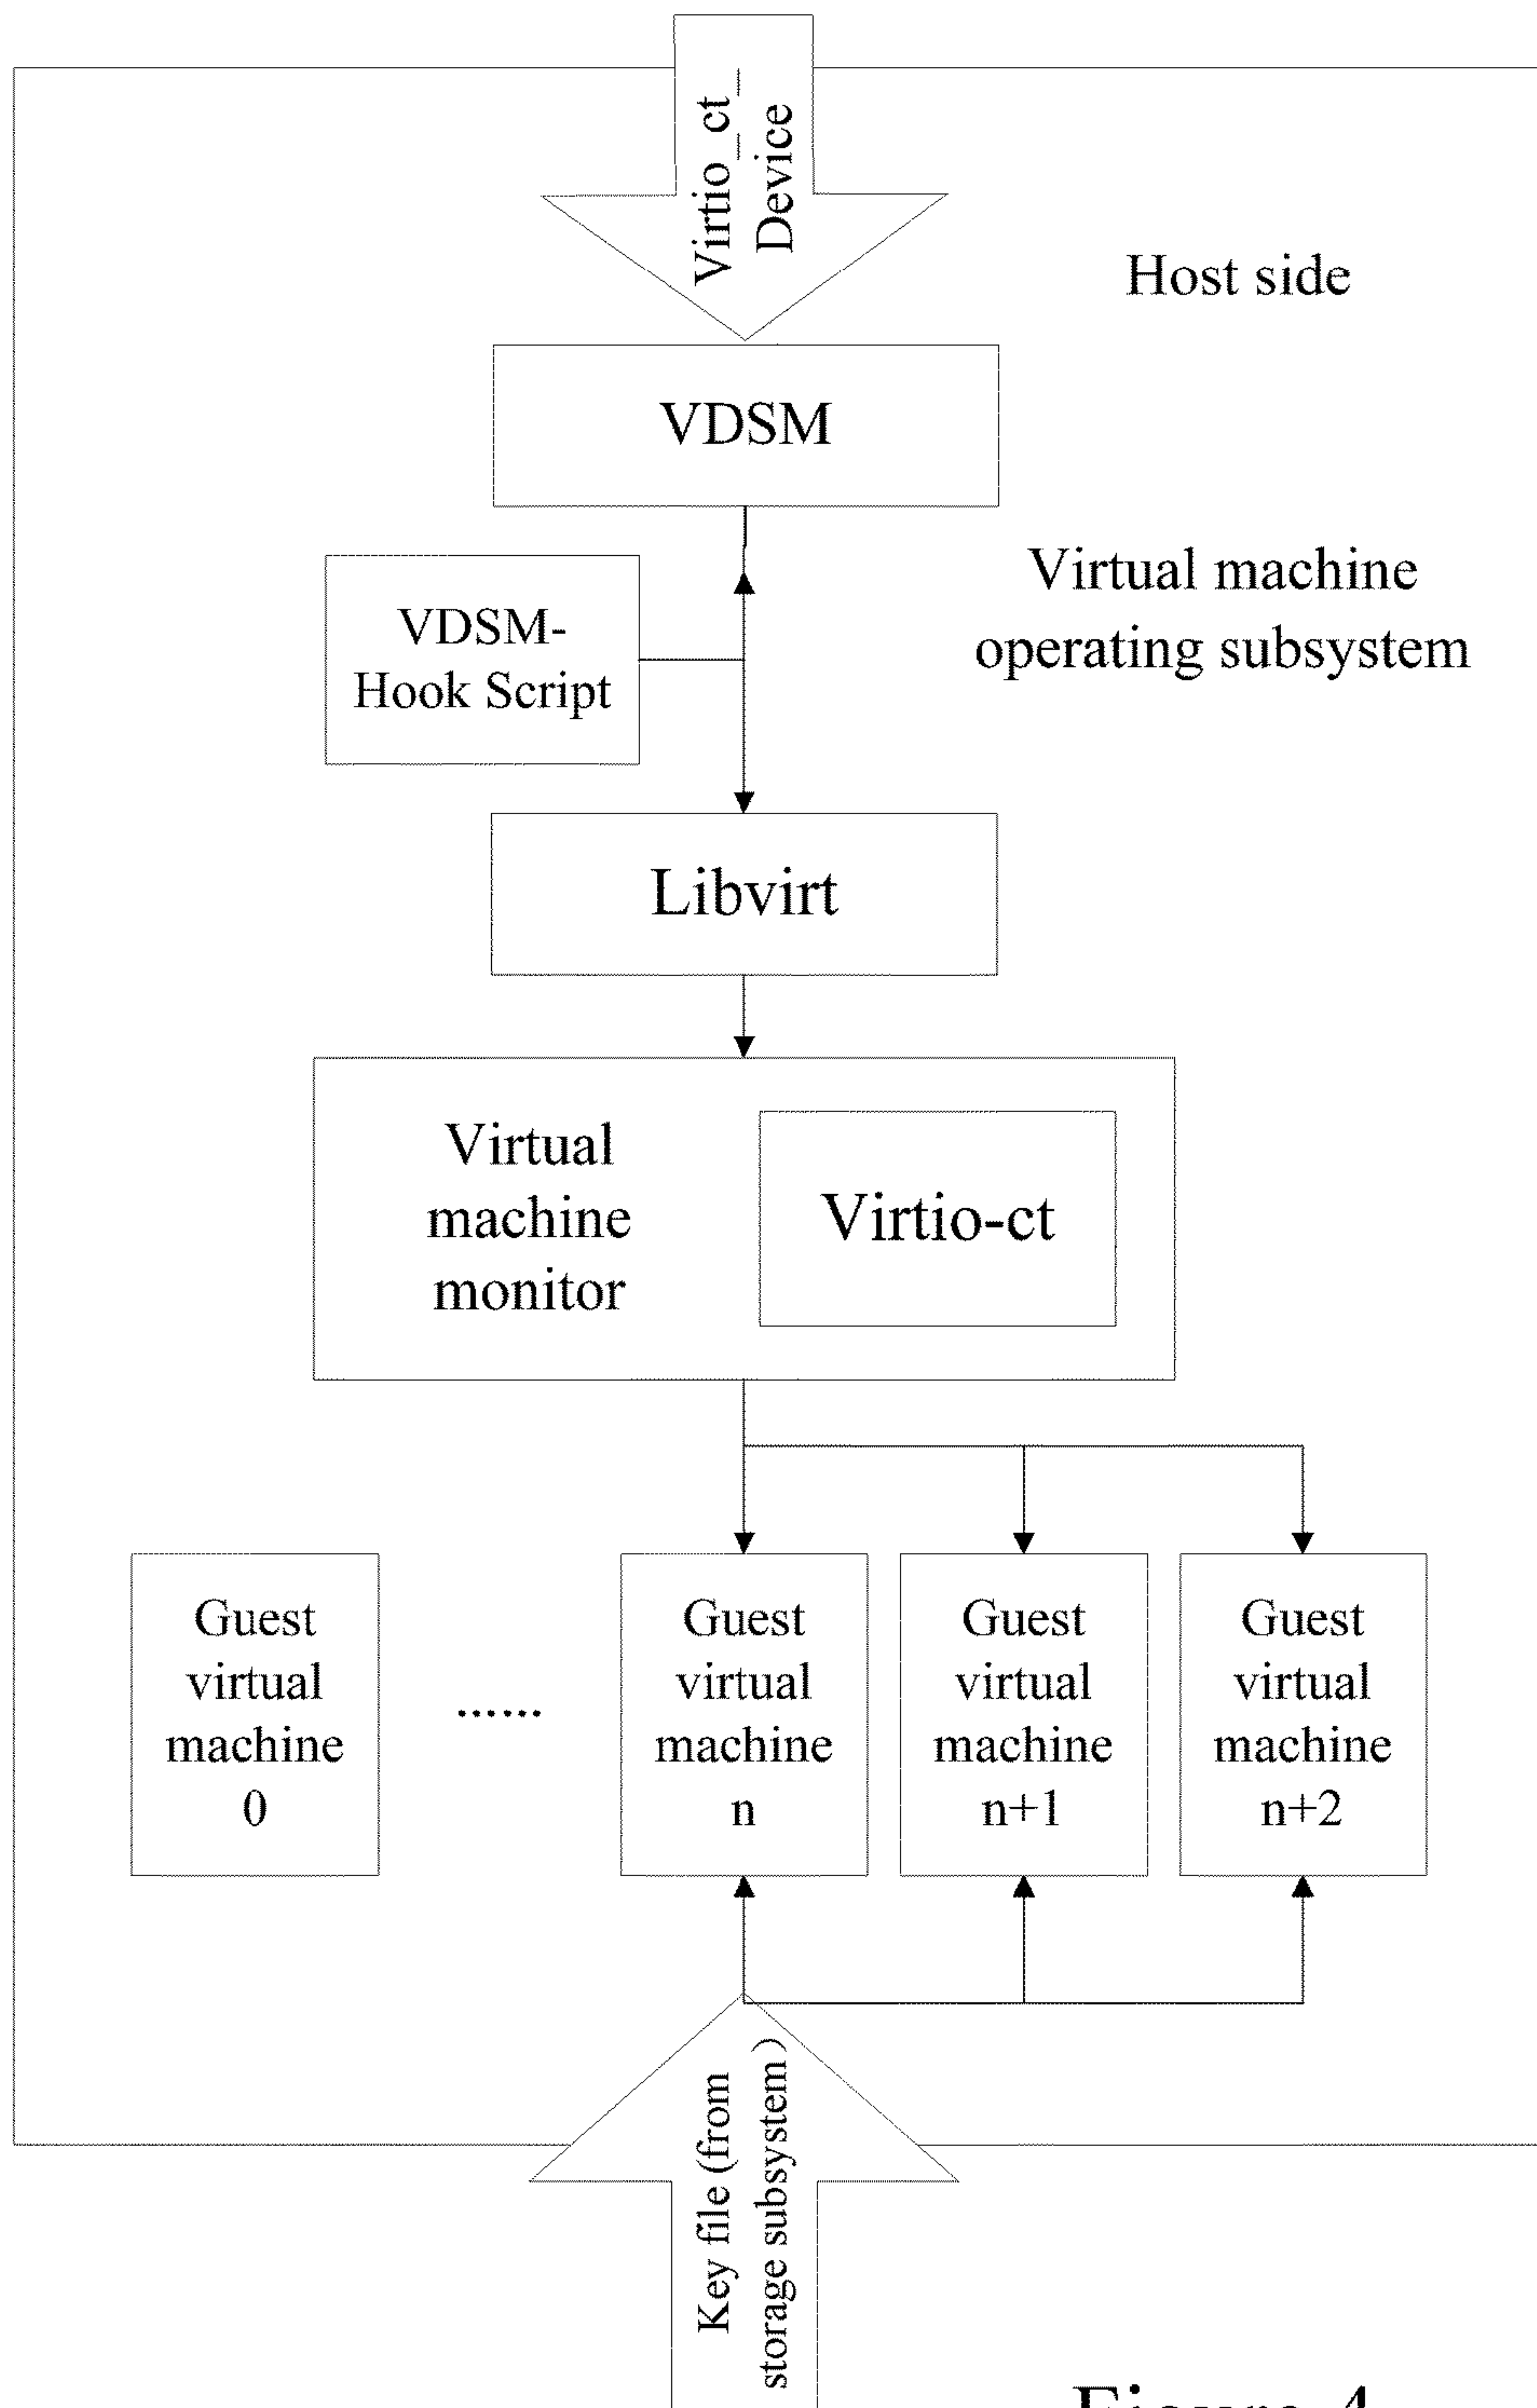 Virtio_ct_
Device
Host side
VDSM
VDSM-
Hook Script
Virtual machine
operating subsystem
Libvirt
Virtual
machine
monitor
Virtio-ct
Guest
virtual
machine
0
......
Guest
virtual
machine
n
Guest
virtual
machine
n+1
Guest
virtual
machine
n+2
Key file (from
storage subsystem)
Figure 4